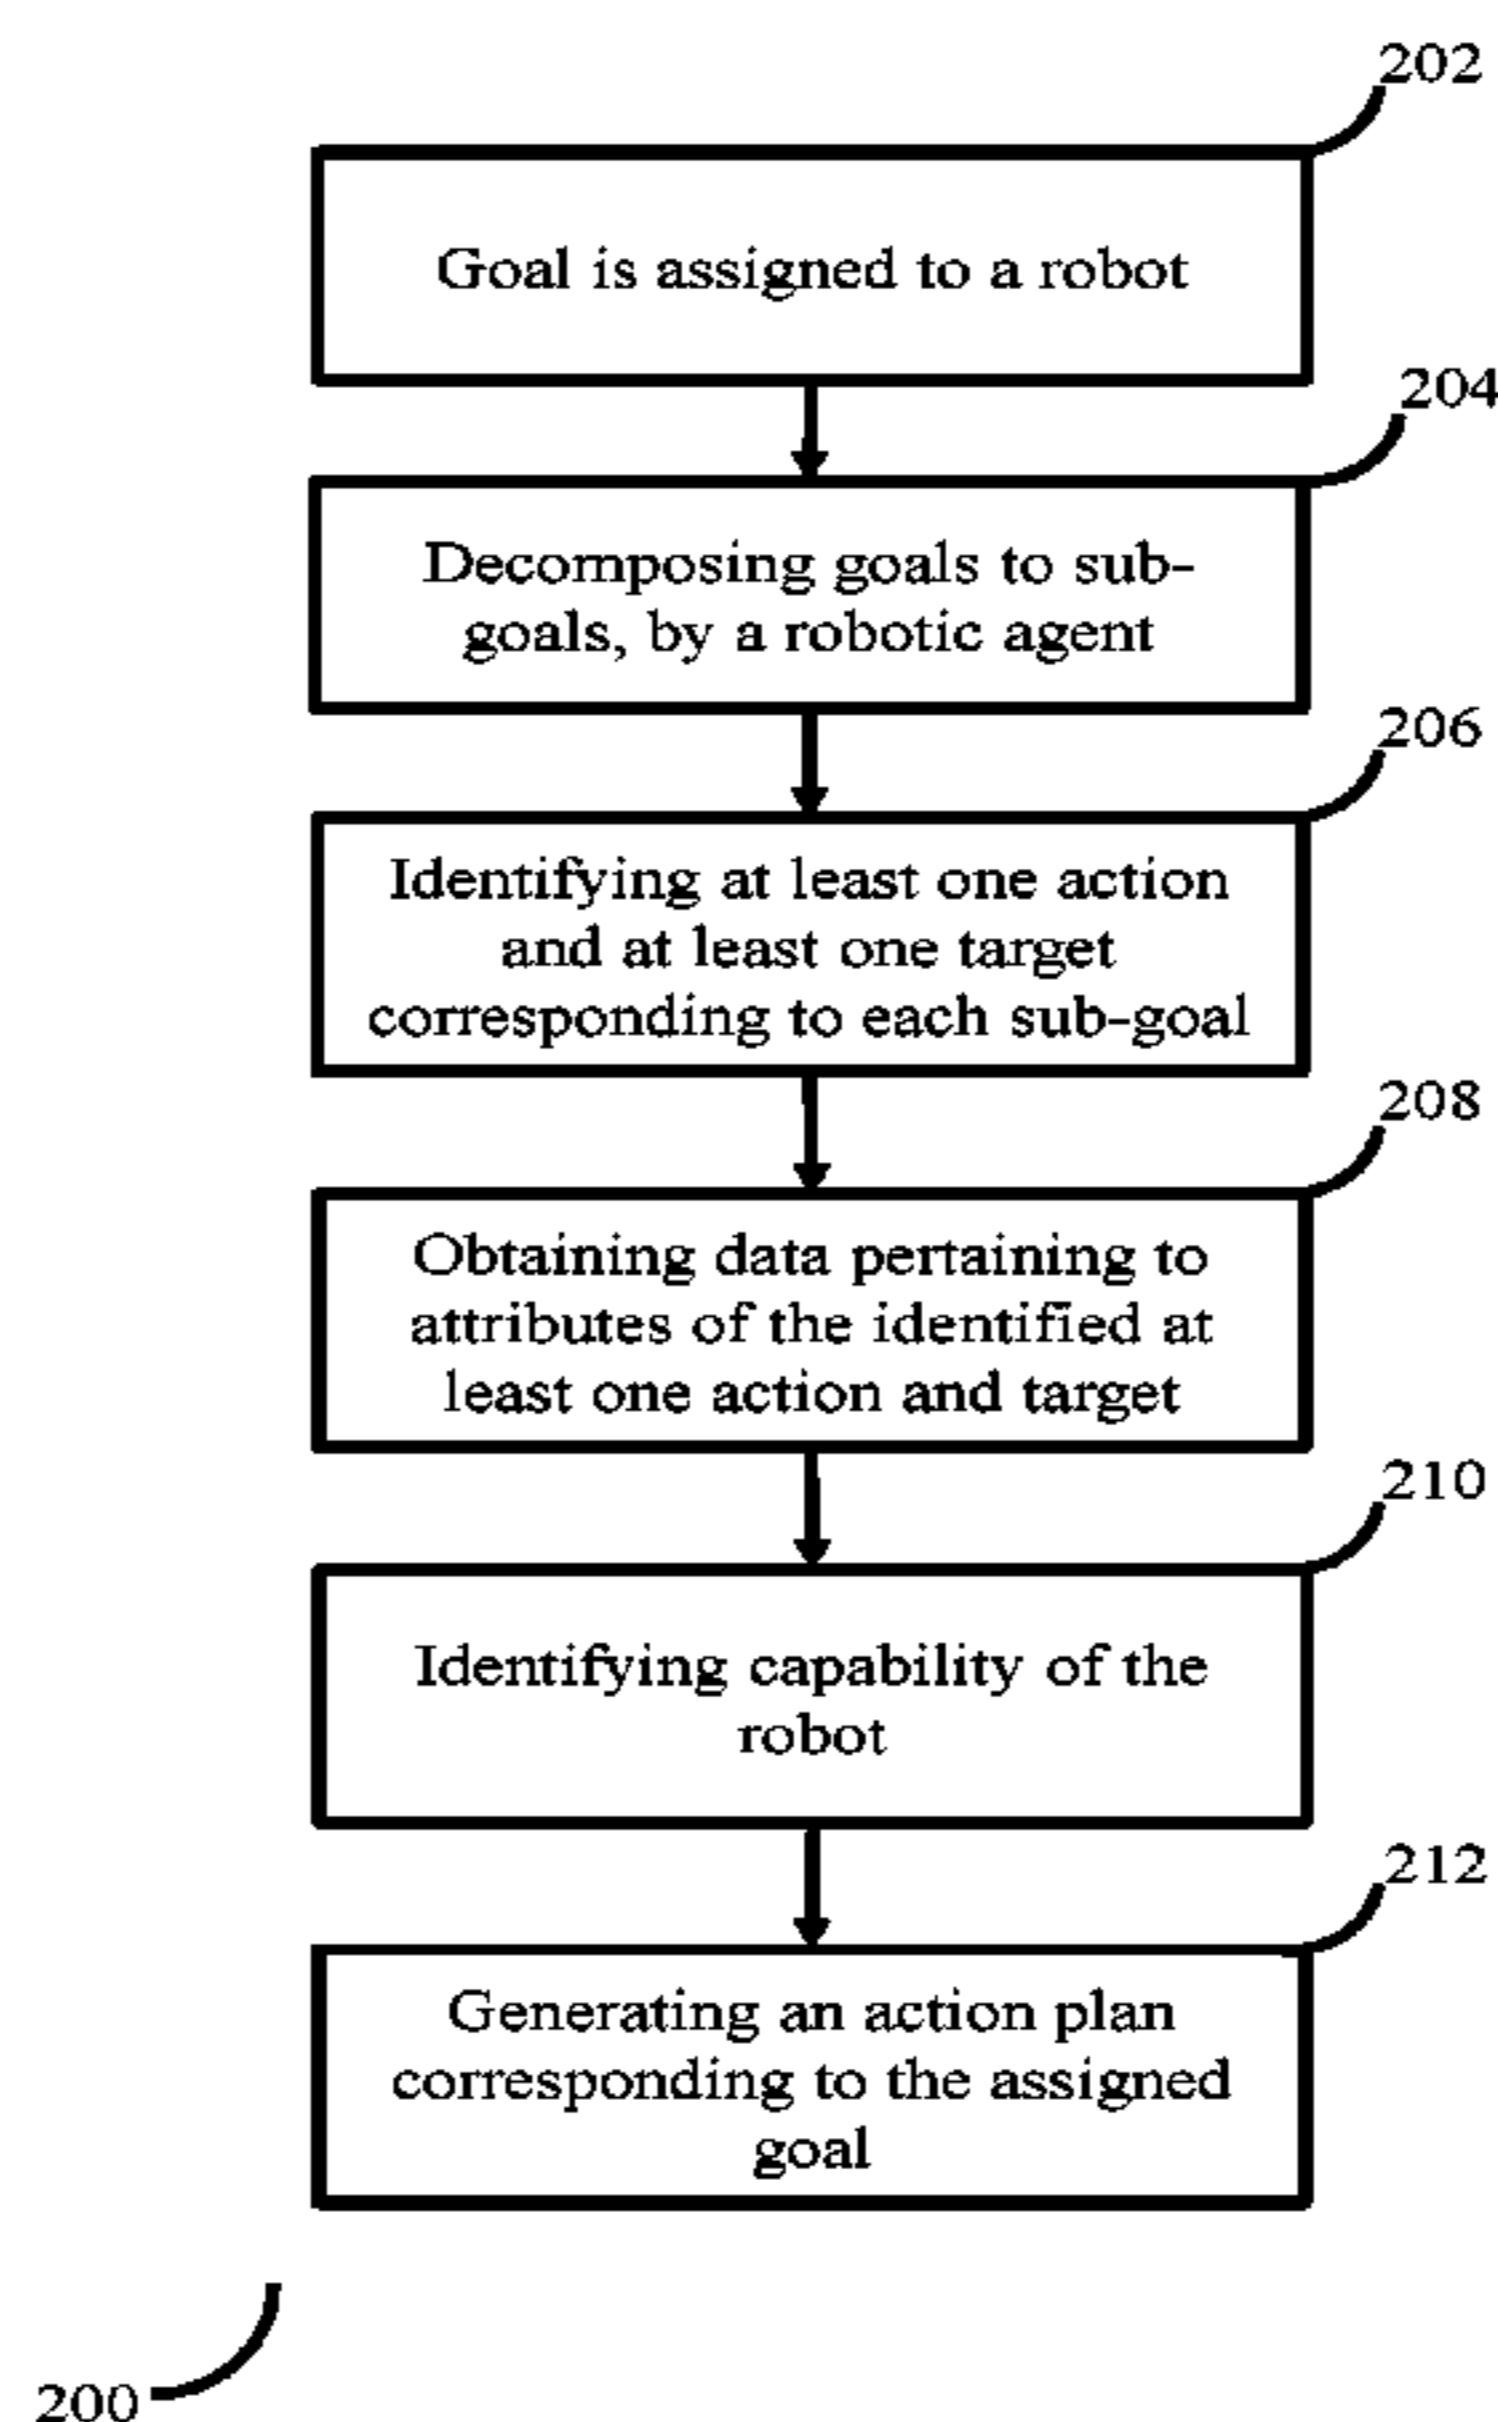 202
Goal is assigned to a robot
204
Decomposing goals to sub-
goals, by a robotic agent
206
Identifying at least one action
and at least one target
corresponding to each sub-goal
208
Obtaining data pertaining to
attributes of the identified at
least one action and target
210
Identifying capability of the
robot
212
Generating an action plan
corresponding to the assigned
goal
200